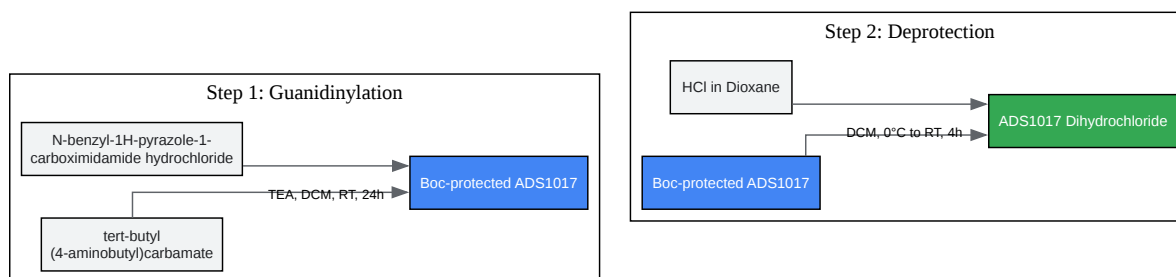 Step 1: Guanidinylation
N-benzyl-1H-pyrazole-1-
carboximidamide hydrochloride
TEA, DCM, RT, 24h
Boc-protected ADS1017
tert-butyl
(4-aminobutyl)carbamate
Step 2: Deprotection
HCl in Dioxane
ADS1017 Dihydrochloride
DCM, 0°C to RT, 4h
Boc-protected ADS1017